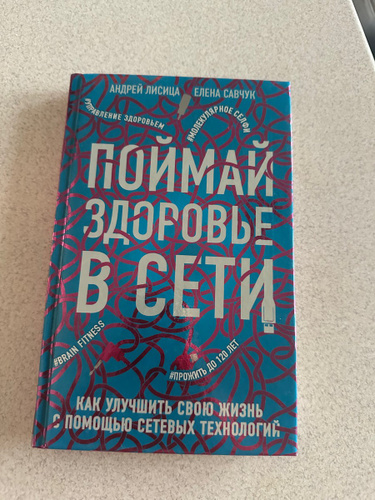 АНДРЕЙ ЛИСИЦА ЕЛЕНА САВЧУК
#УПРАВЛЕНИЕ ЗДОРОВЬЕМ
#МОЛЕКУЛЯРНОЕ СЕЛФИ
ПОЙМАЙ
ЗДОРОВЬЕ
В СЕТИ
#BRAIN FITNESS
#ПРОЖИТЬ ДО 120 ЛЕТ
КАК УЛУЧШИТЬ СВОЮ ЖИЗНЬ
С ПОМОЩЬЮ СЕТЕВЫХ ТЕХНОЛОГИЙ